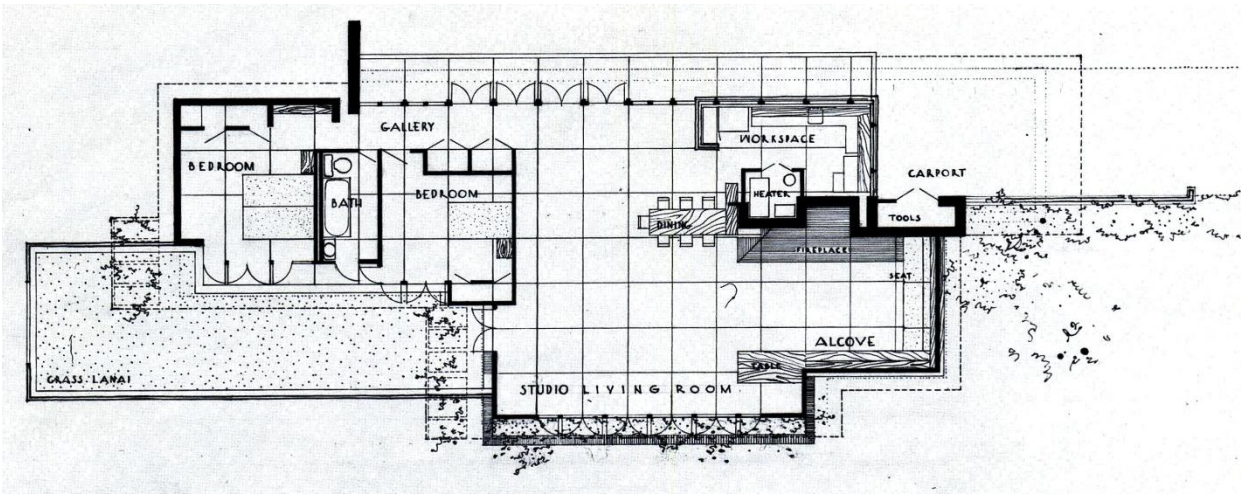 GALLERY
WORKSPACE
BEDROOM
BEDROOM
CARPORT
BATH
HEATER
TOOLS
DINING
FIREPLACE
SEAT
ALCOVE
TABLE
GRASS LANAI
STUDIO LIVING ROOM